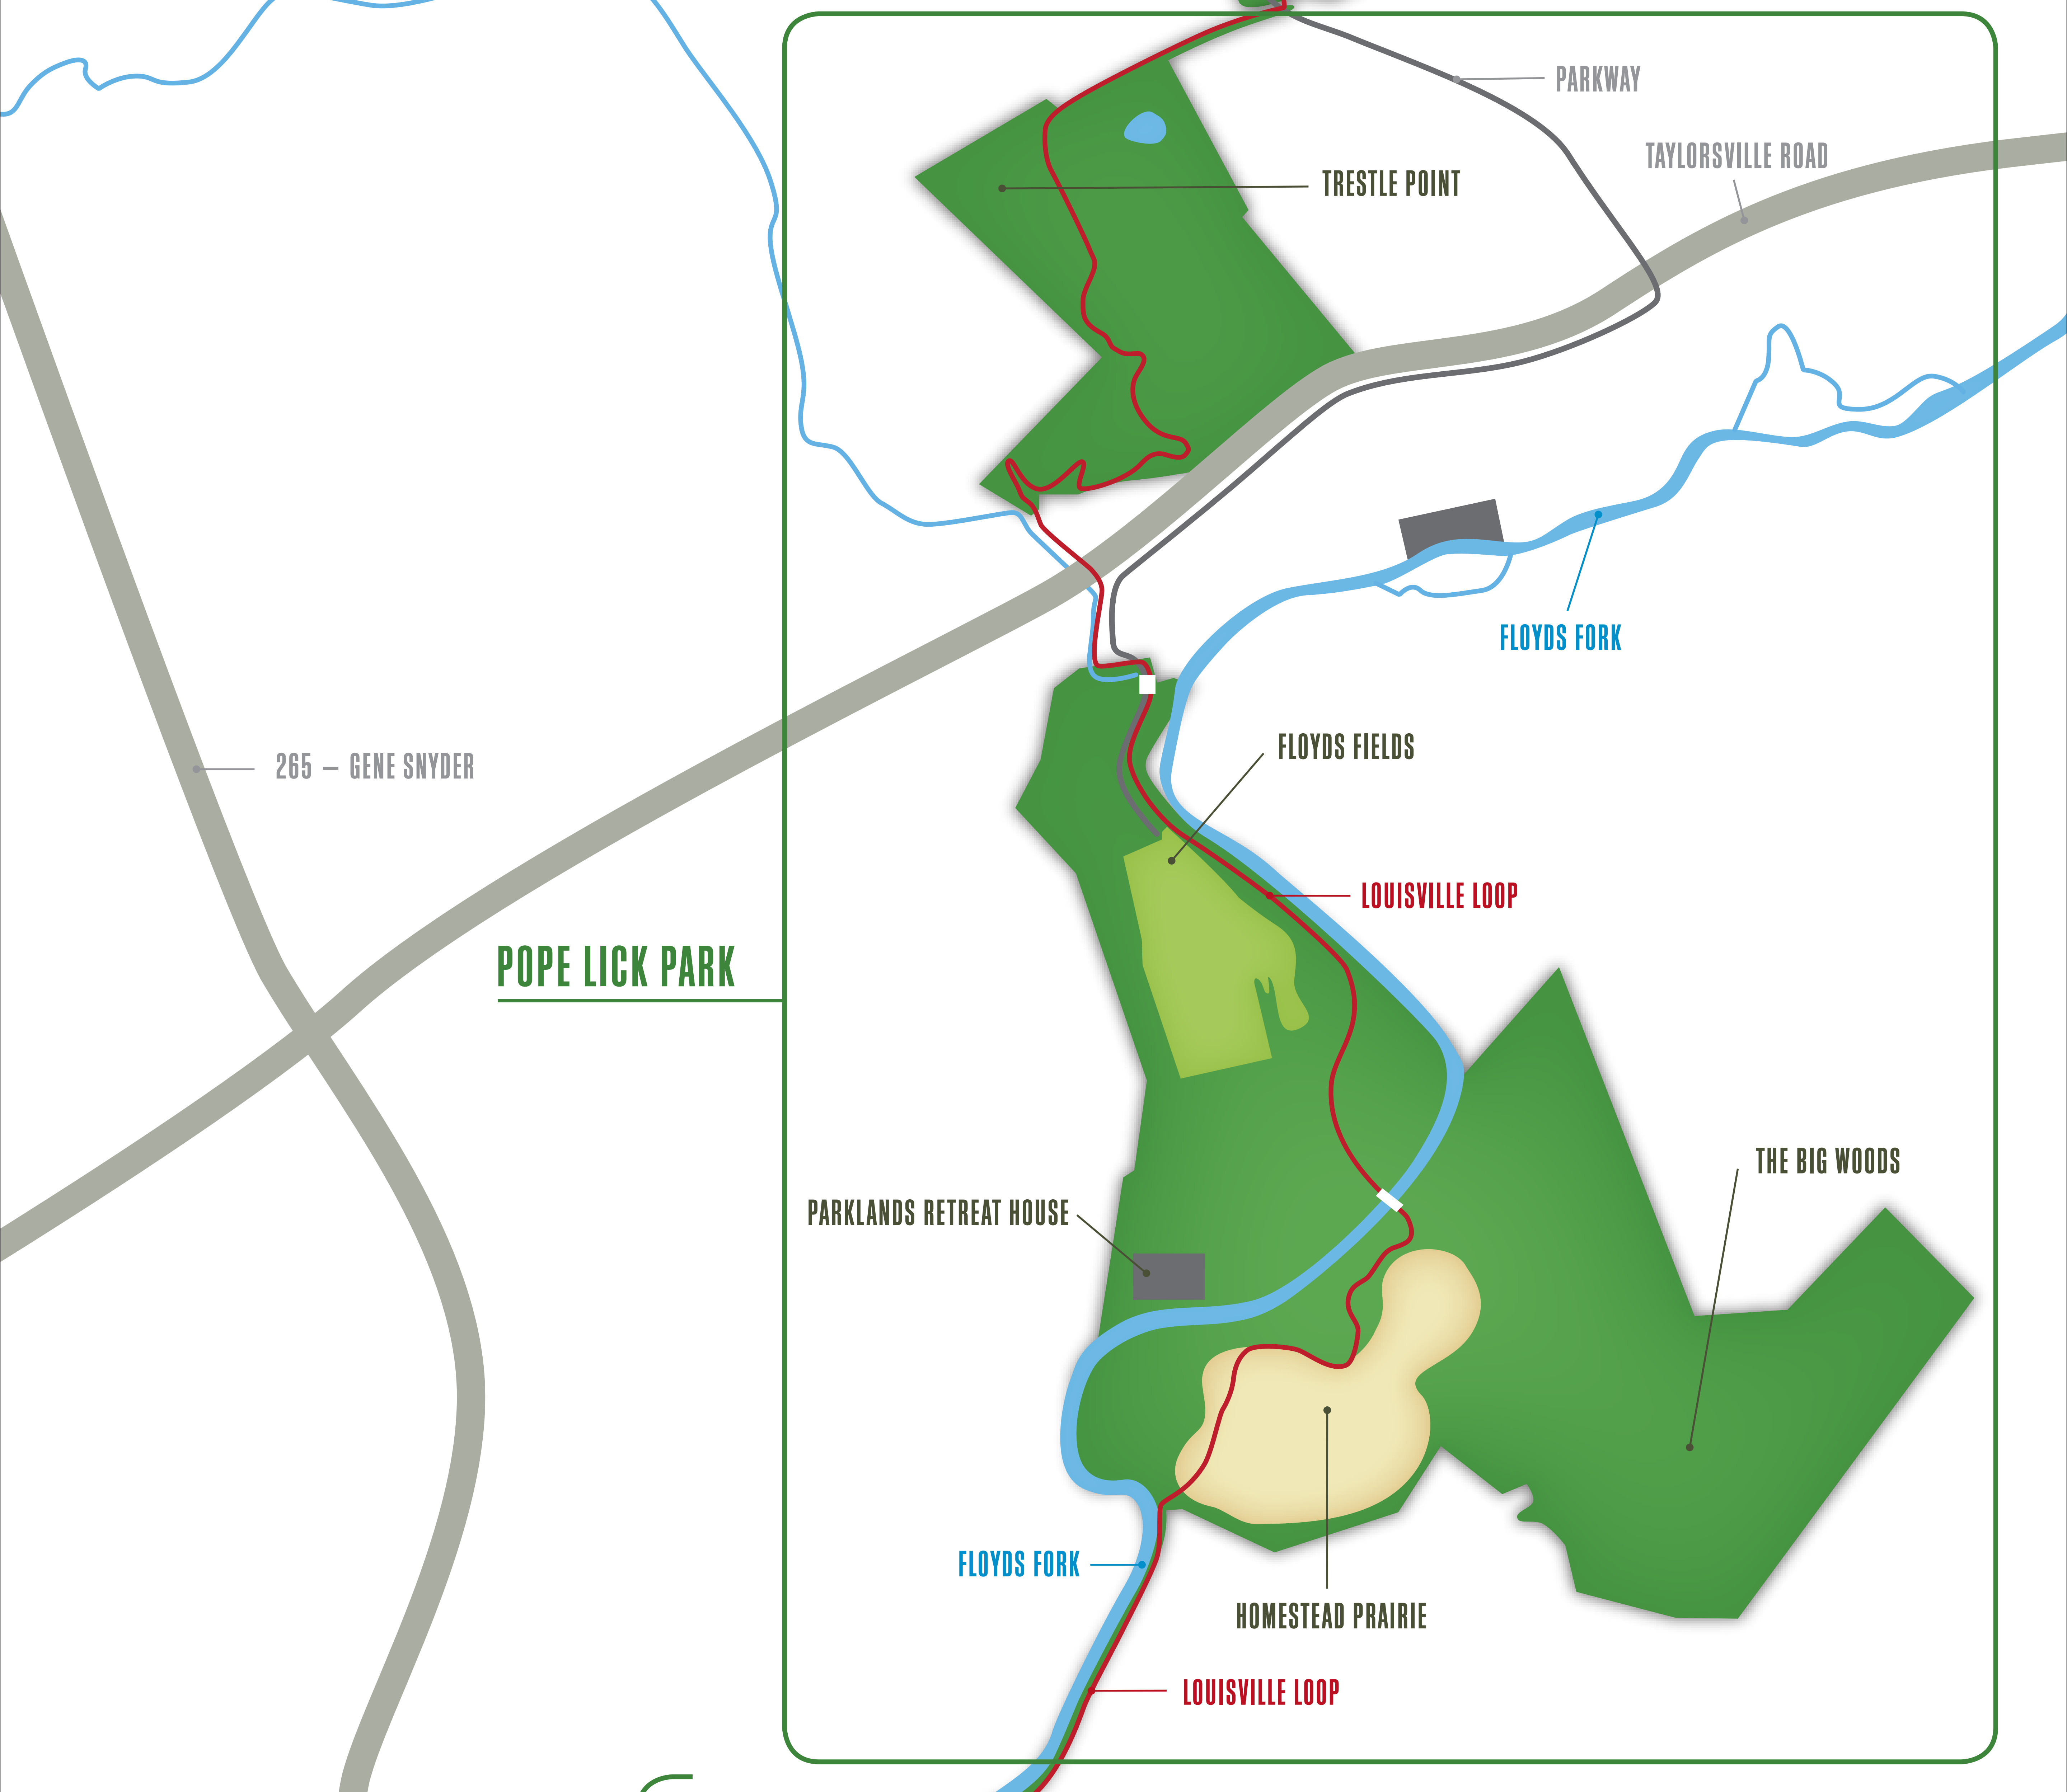 PARKWAY
TAYLORSVILLE ROAD
TRESTLE POINT
FLOYDS FORK
FLOYDS FIELDS
265 – GENE SNYDER
LOUISVILLE LOOP
POPE LICK PARK
THE BIG WOODS
PARKLANDS RETREAT HOUSE
FLOYDS FORK
HOMESTEAD PRAIRIE
LOUISVILLE LOOP